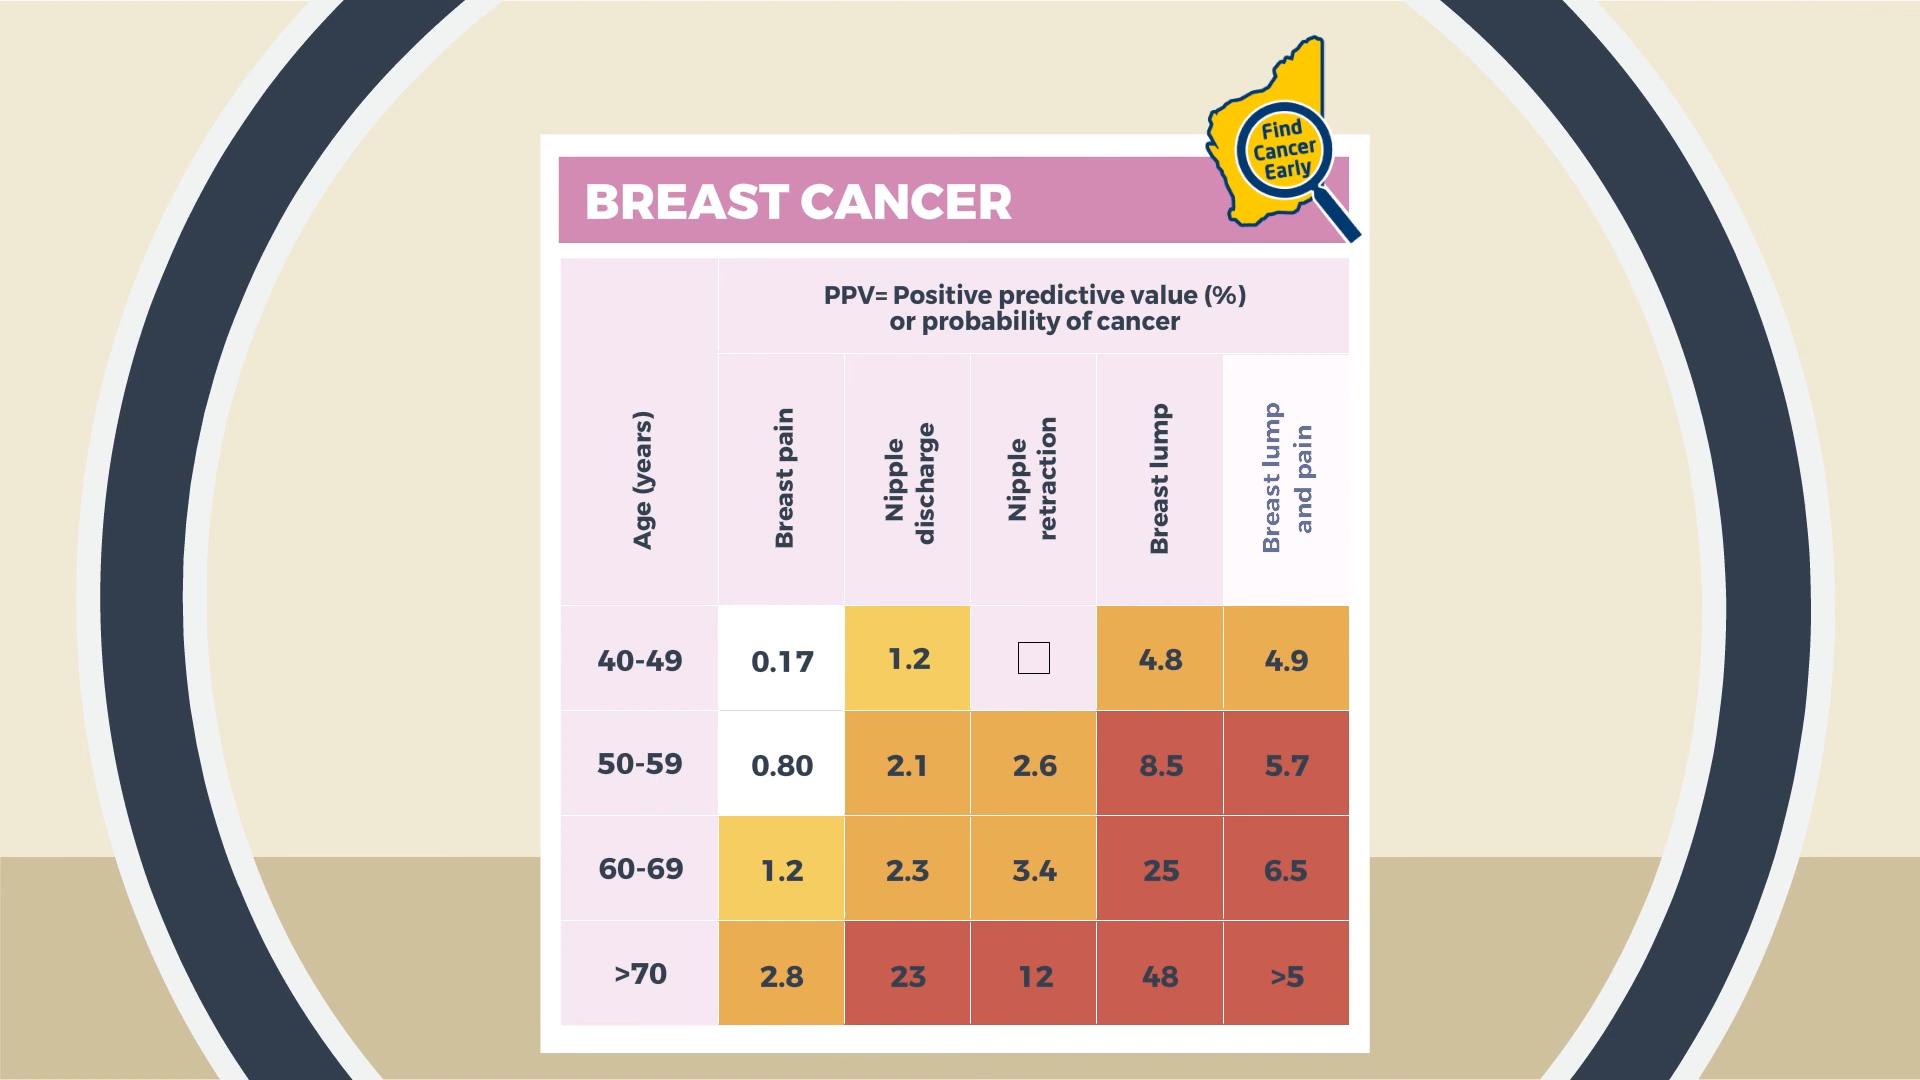 Find
Cancer
Early
BREAST CANCER
PPV= Positive predictive value (%)
or probability of cancer
Age (years)
Breast pain
Nipple
discharge
Nipple
retraction
Breast lump
Breast lump
and pain
40-49 0.17 1.2 4.8 4.9
50-59 0.80 2.1 2.6 8.5 5.7
60-69 1.2 2.3 3.4 25 6.5
>70 2.8 23 12 48 >5